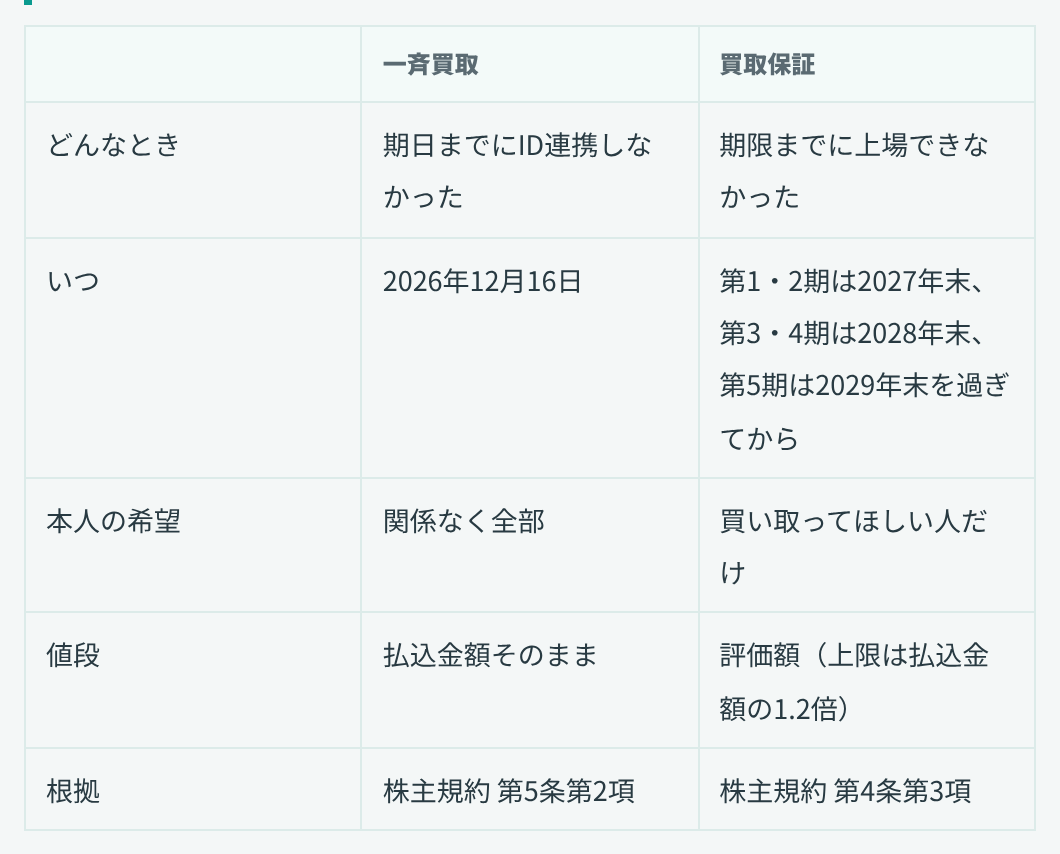 一斉買取
買取保証
どんなとき
期日までにID連携しな
かった
期限までに上場できな
かった
いつ
2026年12月16日
第1・2期は2027年末、
第3・4期は2028年末、
第5期は2029年末を過ぎ
てから
本人の希望
関係なく全部
買い取ってほしい人だ
け
値段
払込金額そのまま
評価額（上限は払込金
額の1.2倍）
根拠
株主規約 第5条第2項
株主規約 第4条第3項